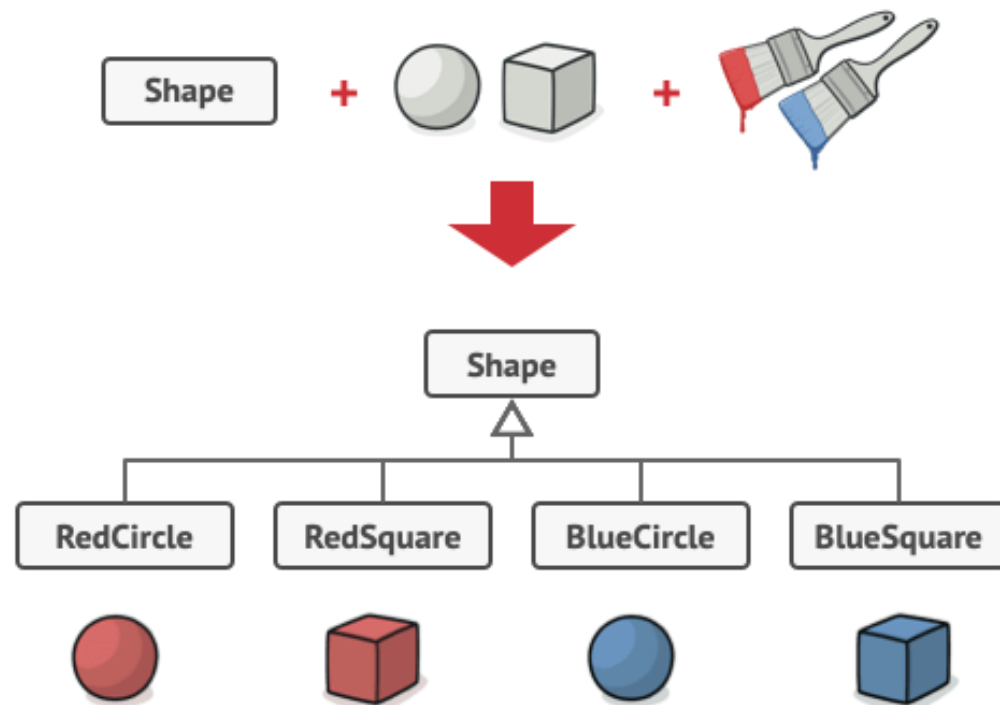 Shape
+
+
Shape
RedCircle
RedSquare
BlueCircle
BlueSquare